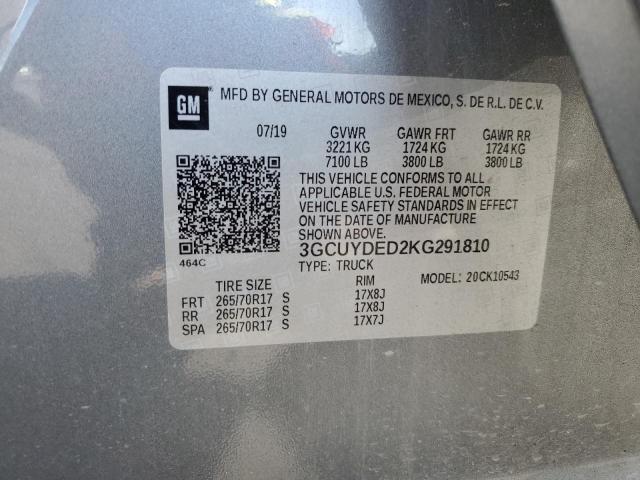 GM MFD BY GENERAL MOTORS DE MEXICO, S. DE R.L. DE C.V.
07/19 GVWR GAWR FRT GAWR RR
3221 KG 1724 KG 1724 KG
7100 LB 3800 LB 3800 LB
THIS VEHICLE CONFORMS TO ALL
APPLICABLE U.S. FEDERAL MOTOR
VEHICLE SAFETY STANDARDS IN EFFECT
ON THE DATE OF MANUFACTURE
SHOWN ABOVE.
464C 3GCUYDED2KG291810
TYPE: TRUCK MODEL: 20CK10543
TIRE SIZE RIM
FRT 265/70R17 S 17X8J
RR 265/70R17 S 17X8J
SPA 265/70R17 S 17X7J